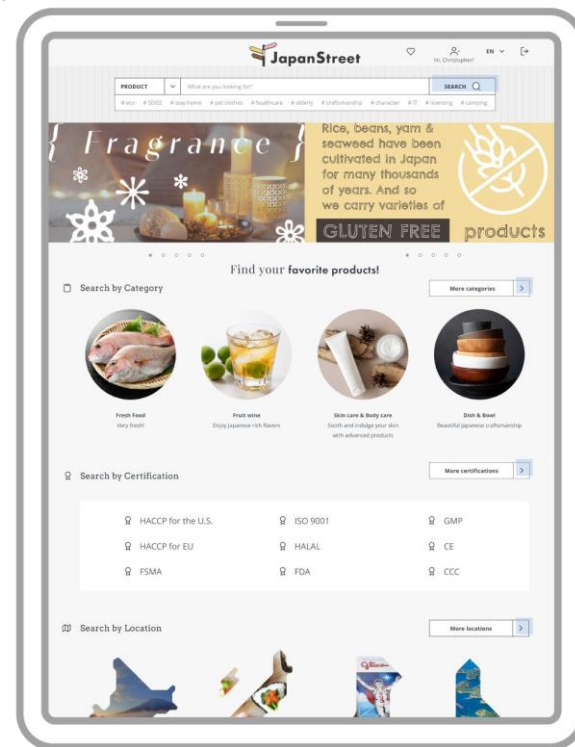 JapanStreet
Hi, Christopher!
EN
PRODUCT
What are you looking for?
SEARCH
# eco # SDGS # stay home # pet clothes # healthcare # elderly # craftsmanship # character # IT # licencing # camping
{ Fragrance }
Rice, beans, yam &
seaweed have been
cultivated in Japan
for many thousands
of years. And so
we carry varieties of
GLUTEN FREE products
Find your favorite products!
Search by Category
More categories
Fresh Food
Very fresh!
Fruit wine
Enjoy Japanese rich flavors
Skin care & Body care
Sooth and indulge your skin
with advanced products
Dish & Bowl
Beautiful Japanese craftsmanship
Search by Certification
More certifications
HACCP for the U.S.
ISO 9001
GMP
HACCP for EU
HALAL
CE
FSMA
FDA
CCC
Search by Location
More locations
Glico